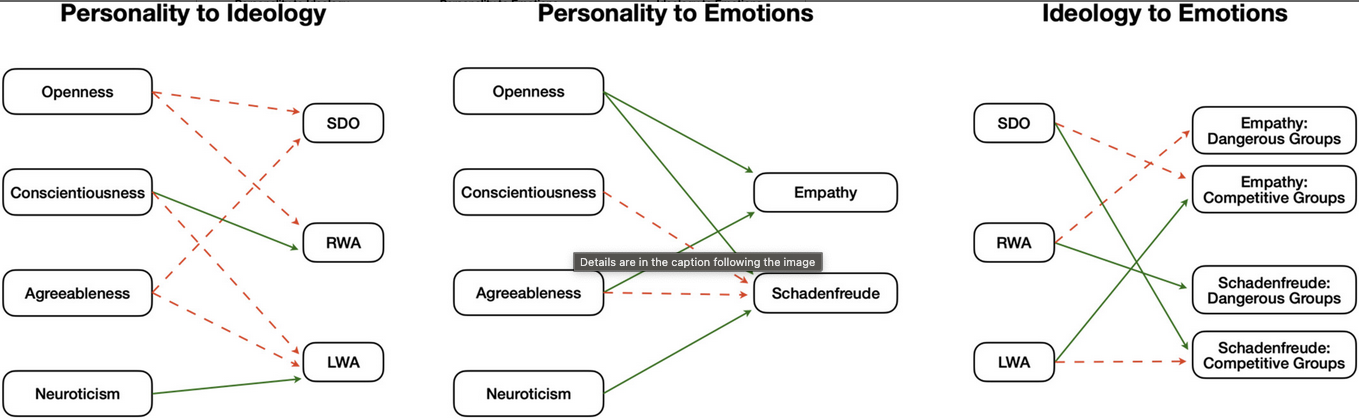 Personality to Ideology
Openness
Conscientiousness
Agreeableness
Neuroticism
SDO
RWA
LWA
Personality to Emotions
Openness
Conscientiousness
Agreeableness
Neuroticism
Empathy
Schadenfreude
Details are in the caption following the image
Ideology to Emotions
SDO
RWA
LWA
Empathy:
Dangerous Groups
Empathy:
Competitive Groups
Schadenfreude:
Dangerous Groups
Schadenfreude:
Competitive Groups